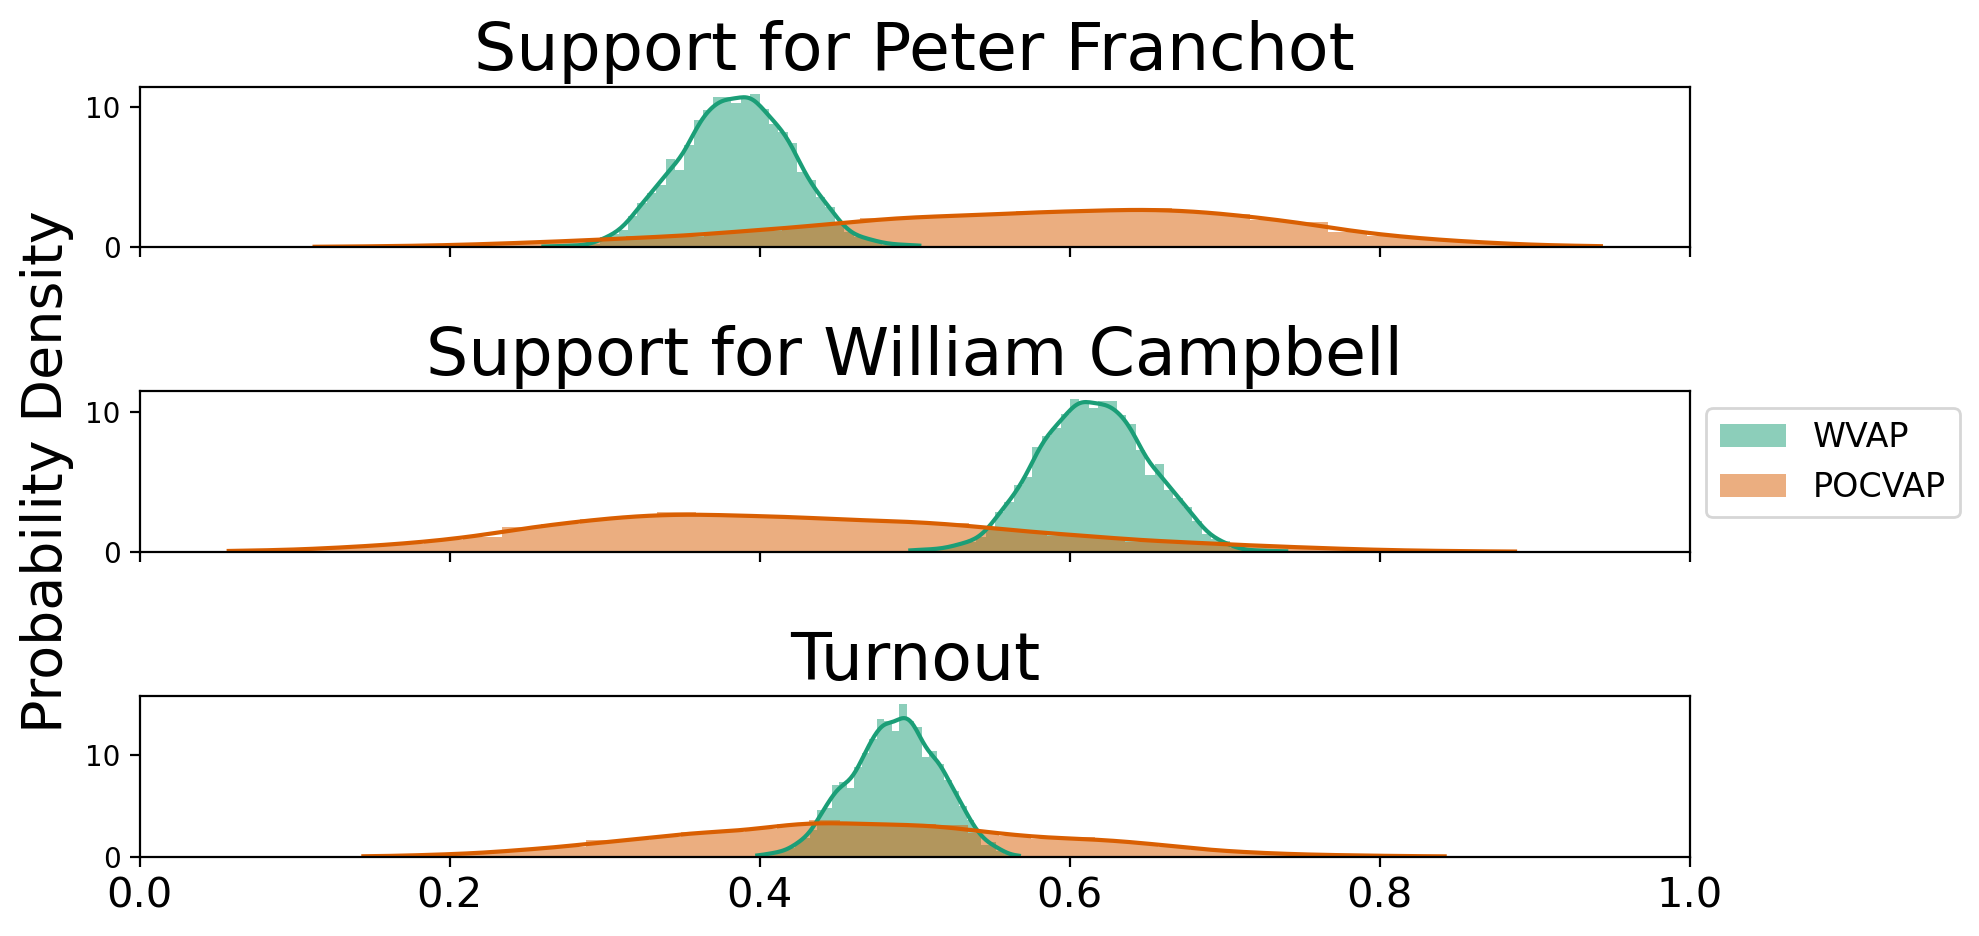 Support for Peter Franchot
10
0
Support for William Campbell
10
0
Probability Density
WVAP
POCVAP
Turnout
10
0
0.0 0.2 0.4 0.6 0.8 1.0